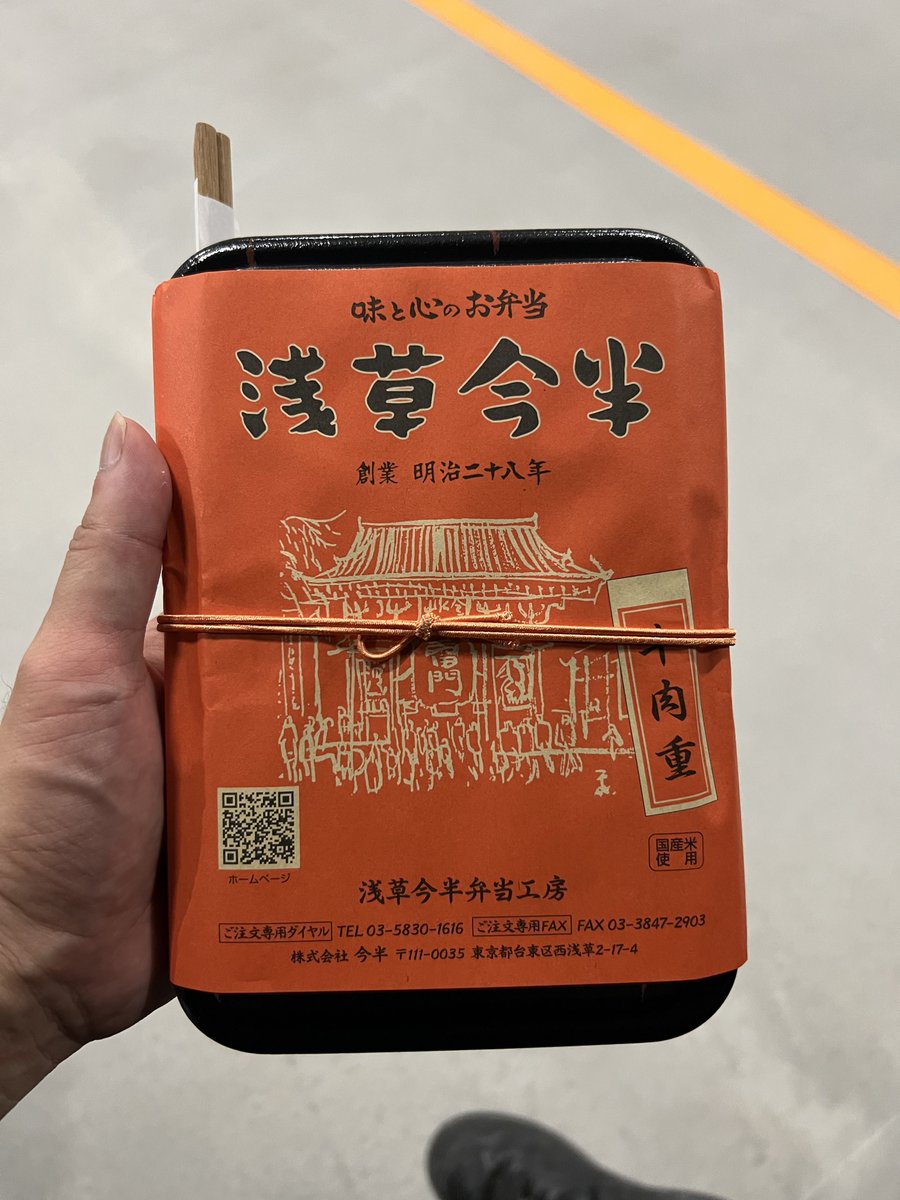 味と心のお弁当
浅草今半
創業 明治二十八年
肉重
国産米
使用
ホームページ
浅草今半弁当工房
ご注文専用ダイヤル TEL 03-5830-1616 ご注文専用FAX FAX 03-3847-2903
株式会社 今半 〒111-0035 東京都台東区西浅草2-17-4